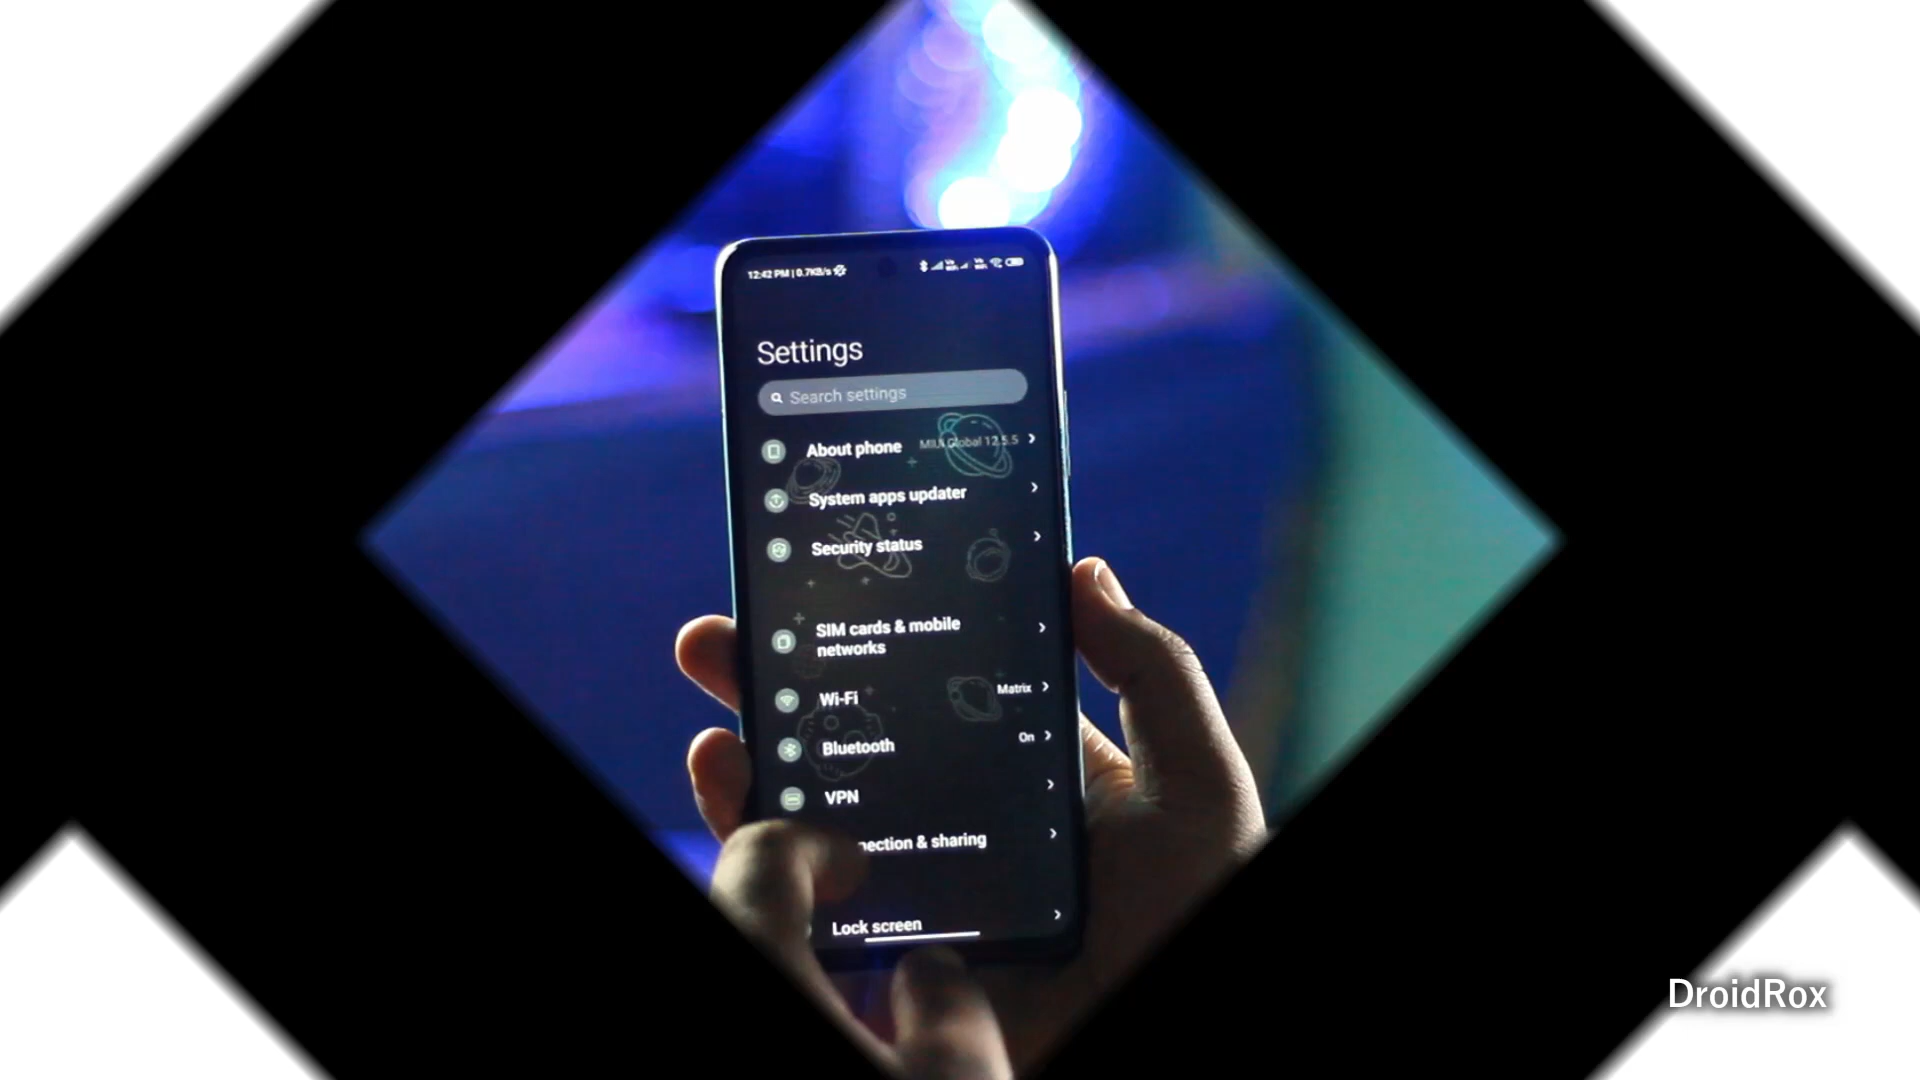 12:42 PM | 0.7KB/s
Settings
Search settings
About phone
MIUI Global 12.5.5
System apps updater
Security status
SIM cards & mobile
networks
Wi-Fi
Matrix
Bluetooth
On
VPN
nection & sharing
Lock screen
DroidRox